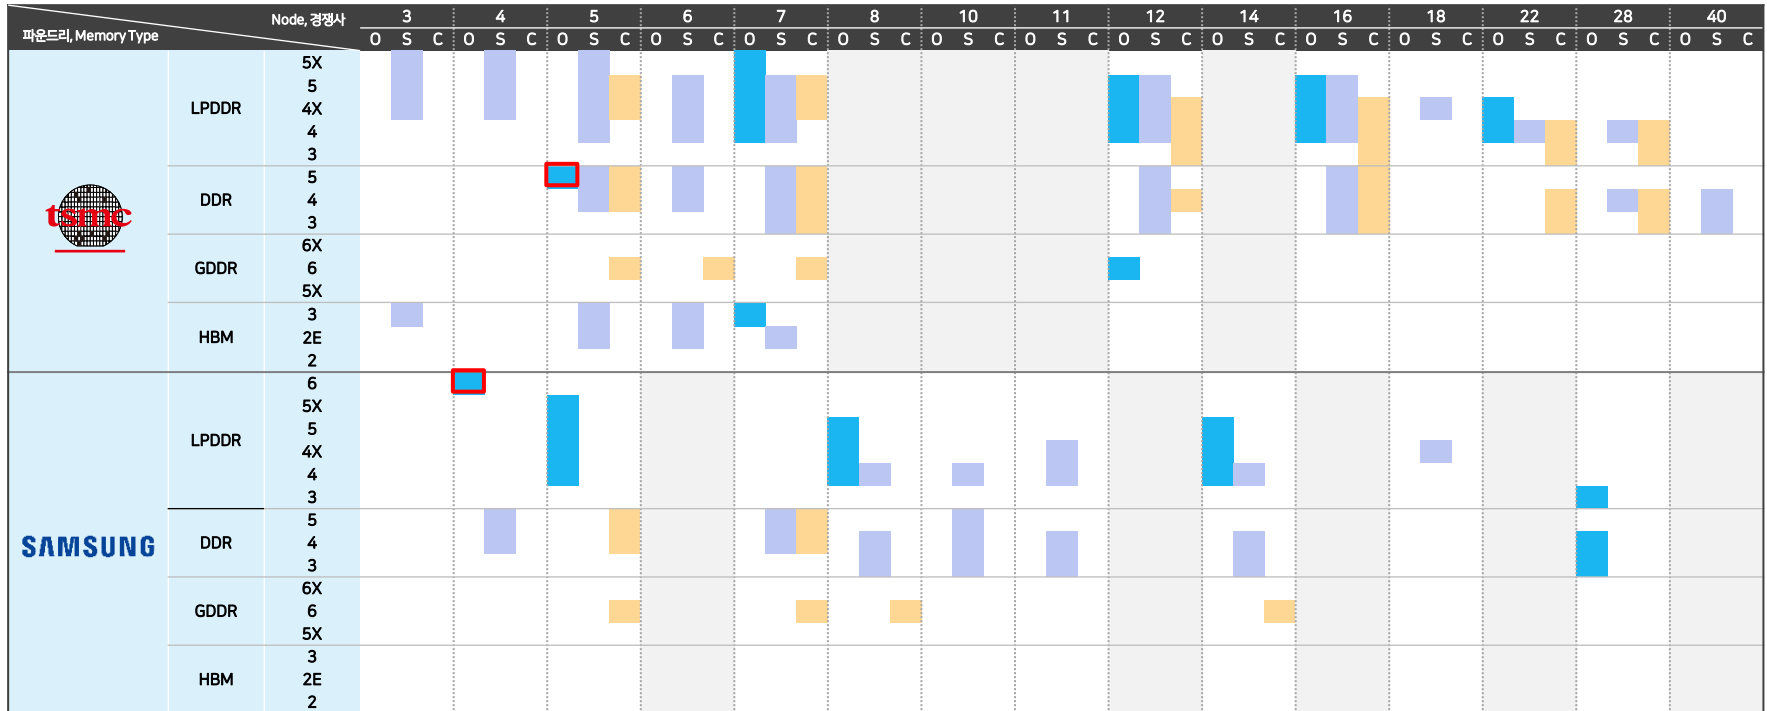 Node, 경쟁사
파운드리, Memory Type
3 4 5 6 7 8 10 11 12 14 16 18 22 28 40
O S C O S C O S C O S C O S C O S C O S C O S C O S C O S C O S C O S C O S C O S C O S C
tsmc
LPDDR
5X
5
4X
4
3
DDR
5
4
3
GDDR
6X
6
5X
HBM
3
2E
2
SAMSUNG
LPDDR
6
5X
5
4X
4
3
DDR
5
4
3
GDDR
6X
6
5X
HBM
3
2E
2